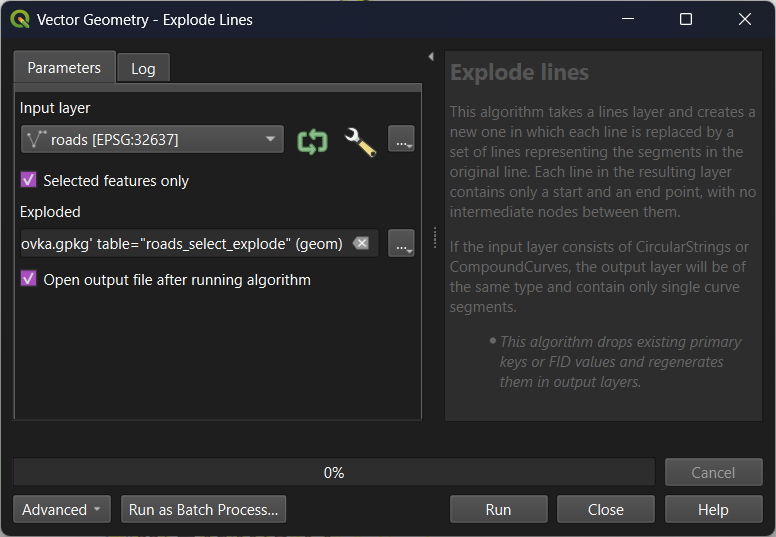 Vector Geometry - Explode Lines
Parameters
Log
Input layer
roads [EPSG:32637]
...
Selected features only
Exploded
ovka.gpkg' table="roads_select_explode" (geom)
...
Open output file after running algorithm
Explode lines
This algorithm takes a lines layer and creates a
new one in which each line is replaced by a
set of lines representing the segments in the
original line. Each line in the resulting layer
contains only a start and an end point, with no
intermediate nodes between them.
If the input layer consists of CircularStrings or
CompoundCurves, the output layer will be of
the same type and contain only single curve
segments.
• This algorithm drops existing primary
keys or FID values and regenerates
them in output layers.
0%
Cancel
Advanced
Run as Batch Process...
Run
Close
Help